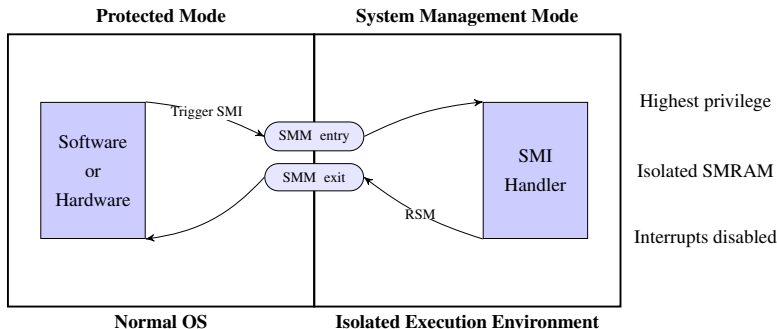 Protected Mode
System Management Mode
Trigger SMI
SMM entry
Software
or
Hardware
SMM exit
RSM
SMI
Handler
Highest privilege
Isolated SMRAM
Interrupts disabled
Normal OS
Isolated Execution Environment